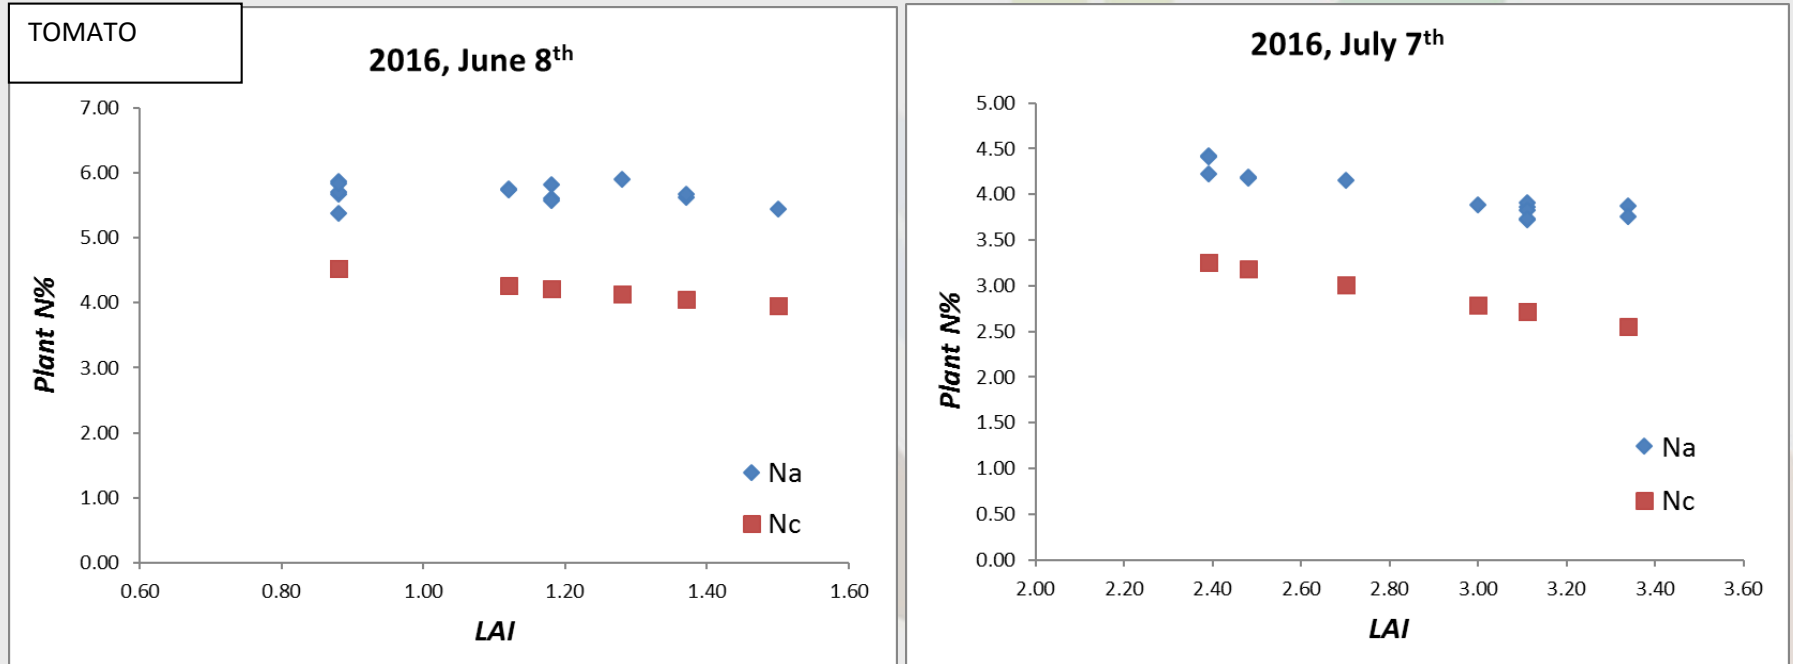 TOMATO
2016, June 8th
7.00
6.00
5.00
4.00
3.00
2.00
1.00
0.00
Plant N%
Na
Nc
0.60 0.80 1.00 1.20 1.40 1.60
LAI
2016, July 7th
5.00
4.50
4.00
3.50
3.00
2.50
2.00
1.50
1.00
0.50
0.00
Plant N%
Na
Nc
2.00 2.20 2.40 2.60 2.80 3.00 3.20 3.40 3.60
LAI